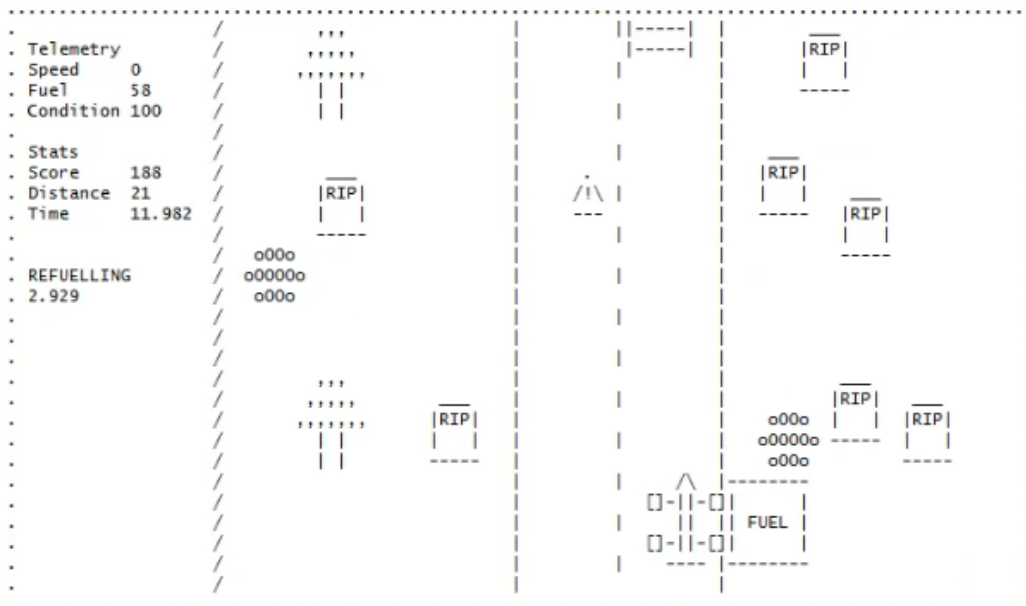 Telemetry
Speed 0
Fuel 58
Condition 100
Stats
Score 188
Distance 21
Time 11.982
REFUELLING
2.929
RIP
RIP
RIP
RIP
RIP
RIP
RIP
FUEL